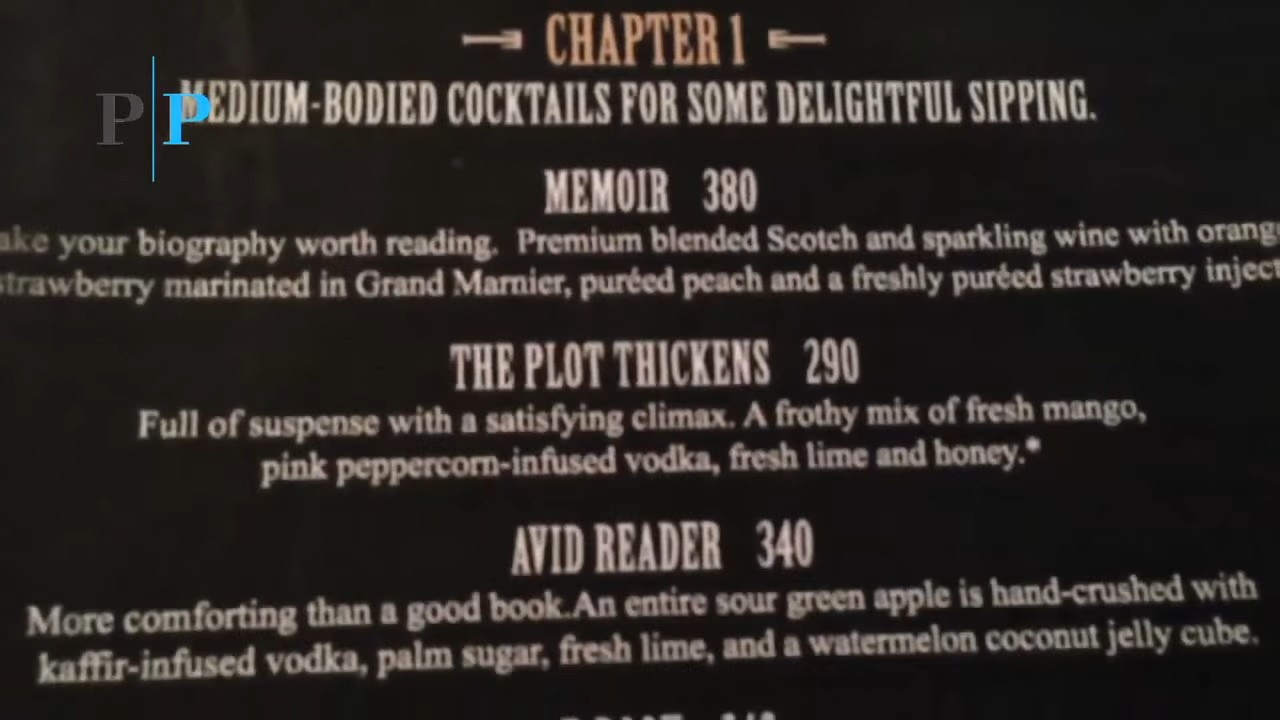 CHAPTER 1
P P
MEDIUM-BODIED COCKTAILS FOR SOME DELIGHTFUL SIPPING.
MEMOIR 380
ake your biography worth reading. Premium blended Scotch and sparkling wine with orang
strawberry marinated in Grand Marnier, puréed peach and a freshly puréed strawberry inject
THE PLOT THICKENS 290
Full of suspense with a satisfying climax. A frothy mix of fresh mango,
pink peppercorn-infused vodka, fresh lime and honey.*
AVID READER 340
More comforting than a good book.An entire sour green apple is hand-crushed with
kaffir-infused vodka, palm sugar, fresh lime, and a watermelon coconut jelly cube.